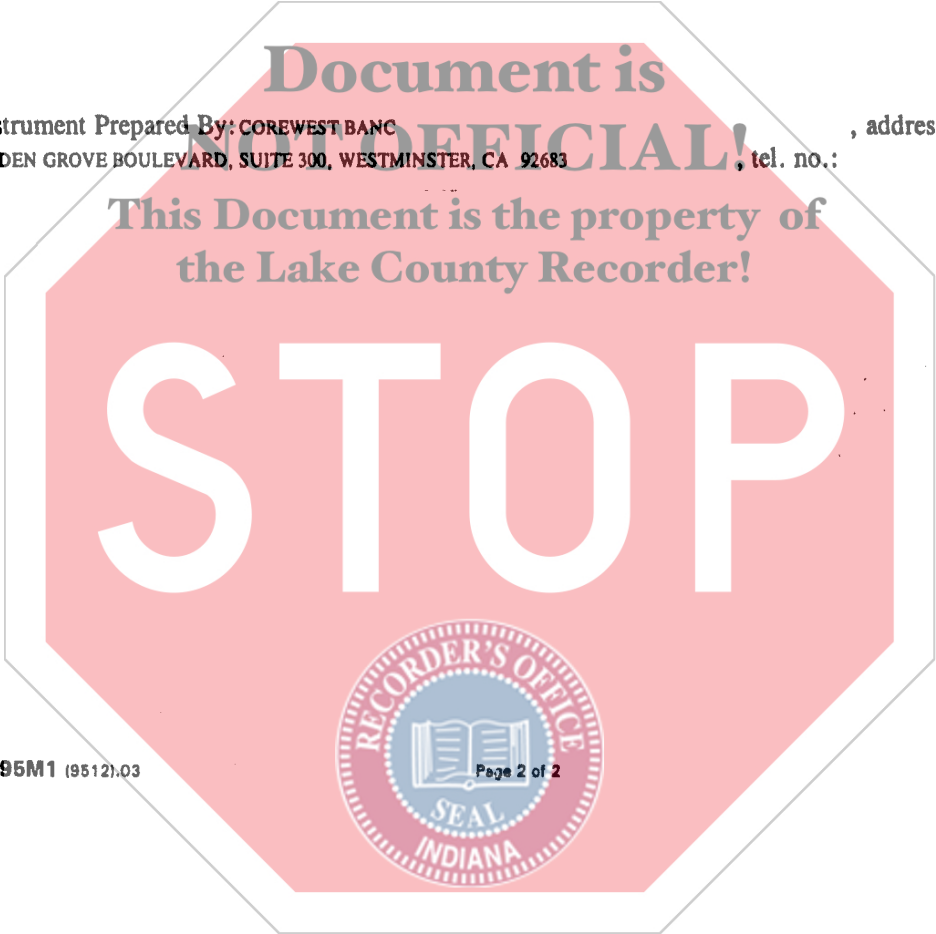 Document is
strument Prepared By: COREWEST BANC , addres
NOT OFFICIAL!
DEN GROVE BOULEVARD, SUITE 300, WESTMINSTER, CA 92683 , tel. no.:
This Document is the property of
the Lake County Recorder!
STOP
RECORDER'S OFFICE
SEAL
INDIANA
95M1 (9512).03 Page 2 of 2